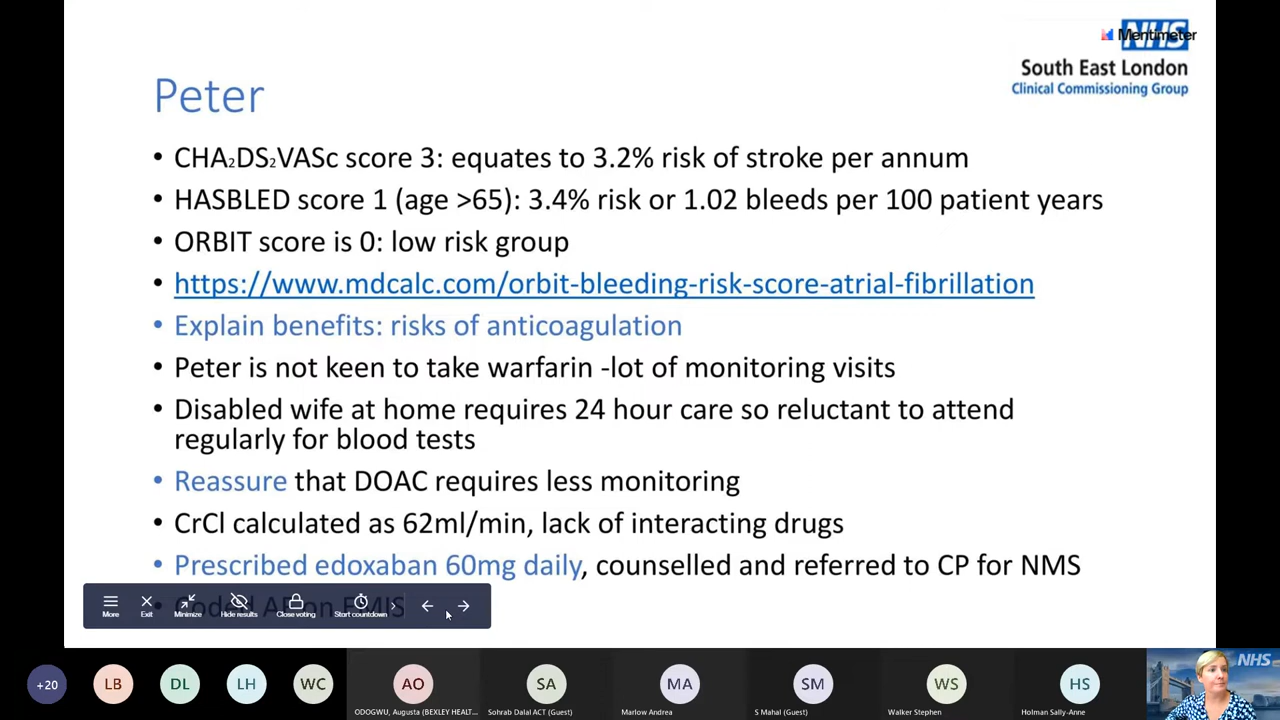 NHS
Mentimeter
South East London
Clinical Commissioning Group
Peter
• CHA₂DS₂VASc score 3: equates to 3.2% risk of stroke per annum
• HASBLED score 1 (age >65): 3.4% risk or 1.02 bleeds per 100 patient years
• ORBIT score is 0: low risk group
• https://www.mdcalc.com/orbit-bleeding-risk-score-atrial-fibrillation
• Explain benefits: risks of anticoagulation
• Peter is not keen to take warfarin -lot of monitoring visits
• Disabled wife at home requires 24 hour care so reluctant to attend
regularly for blood tests
• Reassure that DOAC requires less monitoring
• CrCl calculated as 62ml/min, lack of interacting drugs
• Prescribed edoxaban 60mg daily, counselled and referred to CP for NMS
• Coded AF on EMIS
More Exit Minimize Hide results Close voting Start countdown
+20 LB DL LH WC AO SA MA SM WS HS NHS
ODOGWU, Augusta (BEXLEY HEALT... Sohrab Dalal ACT (Guest) Marlow Andrea S Mahal (Guest) Walker Stephen Holman Sally-Anne